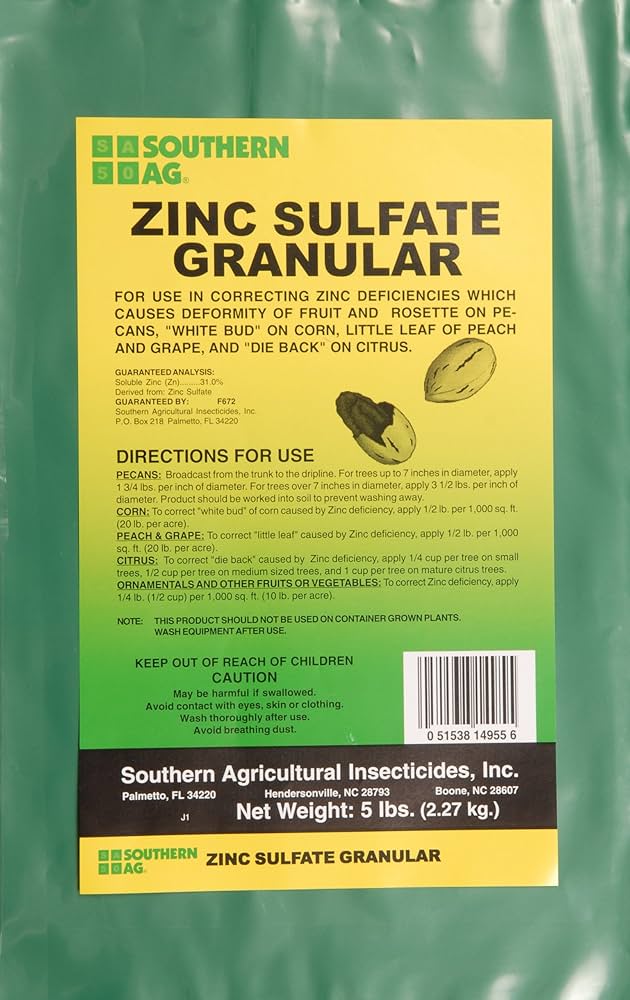 SA SOUTHERN
50 AG®
ZINC SULFATE
GRANULAR
FOR USE IN CORRECTING ZINC DEFICIENCIES WHICH
CAUSES DEFORMITY OF FRUIT AND ROSETTE ON PE-
CANS, "WHITE BUD" ON CORN, LITTLE LEAF OF PEACH
AND GRAPE, AND "DIE BACK" ON CITRUS.
GUARANTEED ANALYSIS:
Soluble Zinc (Zn).........31.0%
Derived from: Zinc Sulfate
GUARANTEED BY: F672
Southern Agricultural Insecticides, Inc.
P.O. Box 218 Palmetto, FL 34220
DIRECTIONS FOR USE
PECANS: Broadcast from the trunk to the dripline. For trees up to 7 inches in diameter, apply
1 3/4 lbs. per inch of diameter. For trees over 7 inches in diameter, apply 3 1/2 lbs. per inch of
diameter. Product should be worked into soil to prevent washing away.
CORN: To correct "white bud" of corn caused by Zinc deficiency, apply 1/2 lb. per 1,000 sq. ft.
(20 lb. per acre).
PEACH & GRAPE: To correct "little leaf" caused by Zinc deficiency, apply 1/2 lb. per 1,000
sq. ft. (20 lb. per acre).
CITRUS: To correct "die back" caused by Zinc deficiency, apply 1/4 cup per tree on small
trees, 1/2 cup per tree on medium sized trees, and 1 cup per tree on mature citrus trees.
ORNAMENTALS AND OTHER FRUITS OR VEGETABLES: To correct Zinc deficiency, apply
1/4 lb. (1/2 cup) per 1,000 sq. ft. (10 lb. per acre).
NOTE: THIS PRODUCT SHOULD NOT BE USED ON CONTAINER GROWN PLANTS.
WASH EQUIPMENT AFTER USE.
KEEP OUT OF REACH OF CHILDREN
CAUTION
May be harmful if swallowed.
Avoid contact with eyes, skin or clothing.
Wash thoroughly after use.
Avoid breathing dust.
0 51538 14955 6
Southern Agricultural Insecticides, Inc.
Palmetto, FL 34220 Hendersonville, NC 28793 Boone, NC 28607
J1 Net Weight: 5 lbs. (2.27 kg.)
SA SOUTHERN
50 AG® ZINC SULFATE GRANULAR